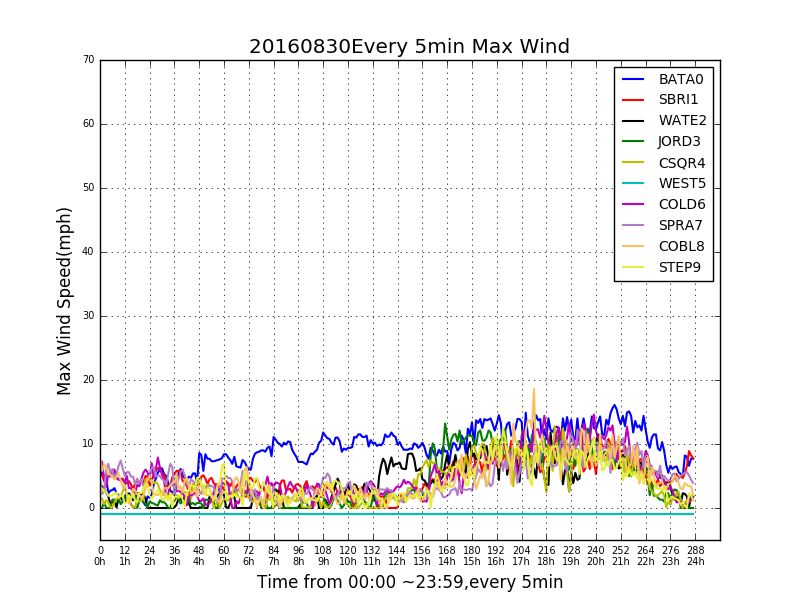 20160830Every 5min Max Wind
70
60
50
40
30
20
10
0
Max Wind Speed(mph)
BATA0
SBRI1
WATE2
JORD3
CSQR4
WEST5
COLD6
SPRA7
COBL8
STEP9
0 12 24 36 48 60 72 84 96 108 120 132 144 156 168 180 192 204 216 228 240 252 264 276 288
0h 1h 2h 3h 4h 5h 6h 7h 8h 9h 10h 11h 12h 13h 14h 15h 16h 17h 18h 19h 20h 21h 22h 23h 24h
Time from 00:00 ~23:59,every 5min